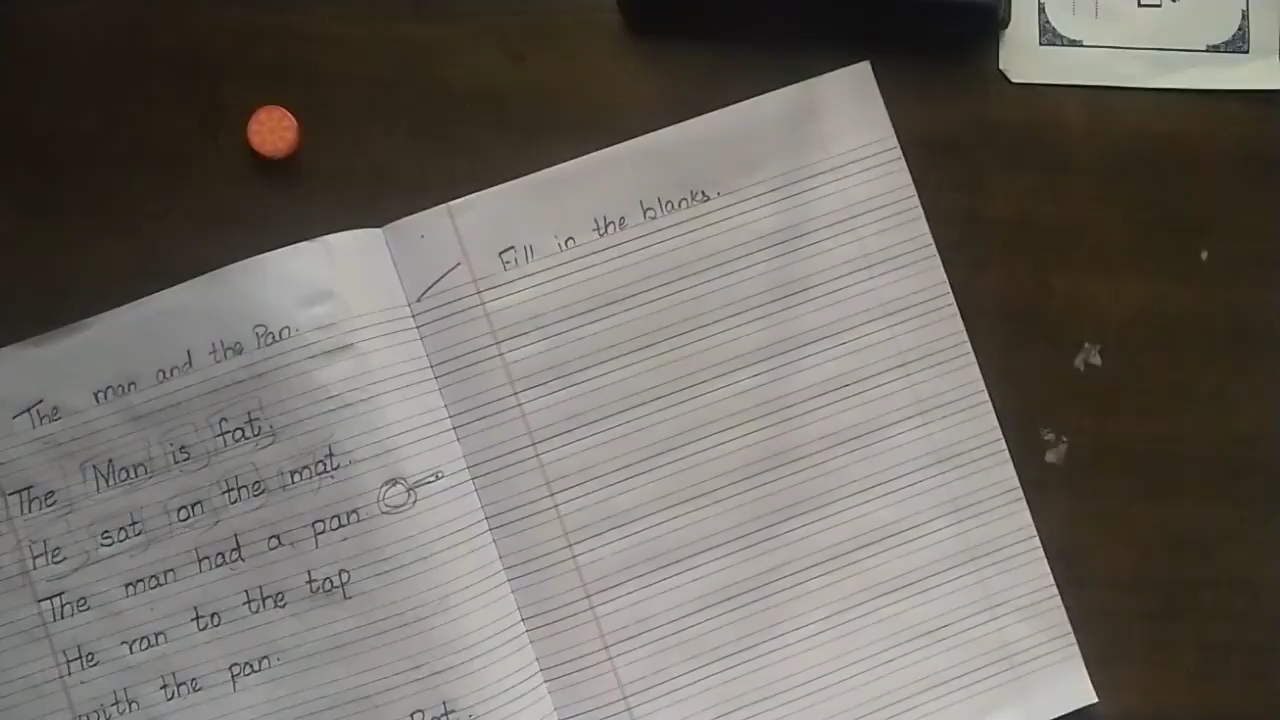 The man and the Pan.
The Man is fat.
He sat on the mat.
The man had a pan
He ran to the tap
with the pan.
Fill in the blanks.